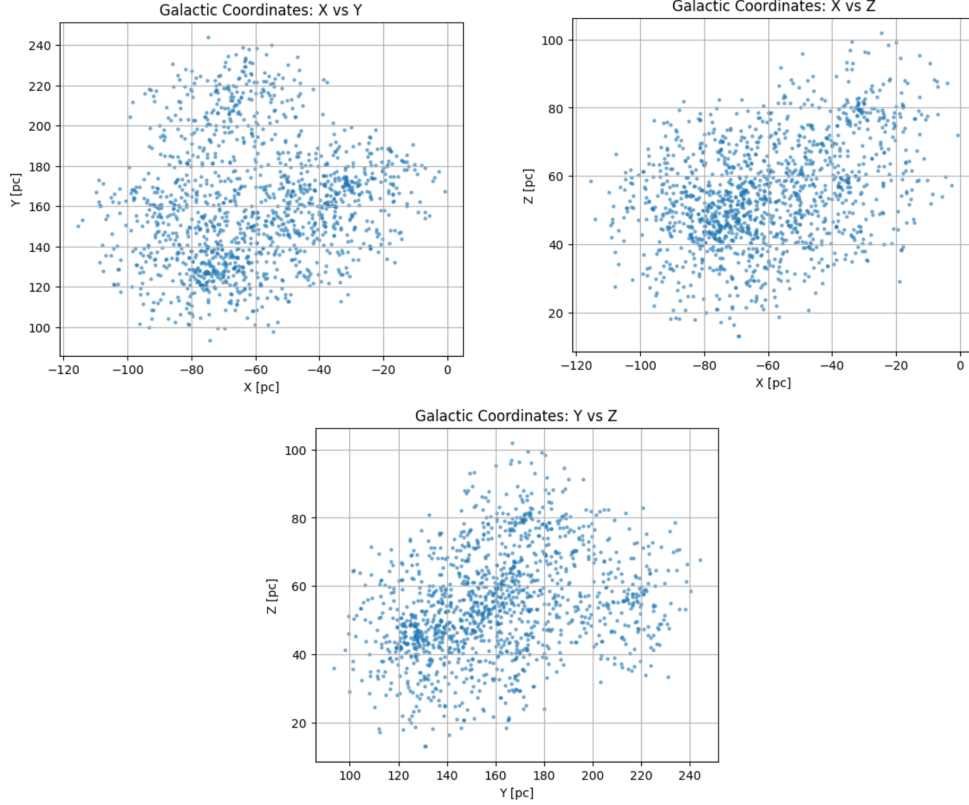 Galactic Coordinates: X vs Y
240
220
200
180
160
140
120
100
Y [pc]
−120 −100 −80 −60 −40 −20 0
X [pc]
Galactic Coordinates: X vs Z
100
80
60
40
20
Z [pc]
−120 −100 −80 −60 −40 −20 0
X [pc]
Galactic Coordinates: Y vs Z
100
80
60
40
20
Z [pc]
100 120 140 160 180 200 220 240
Y [pc]